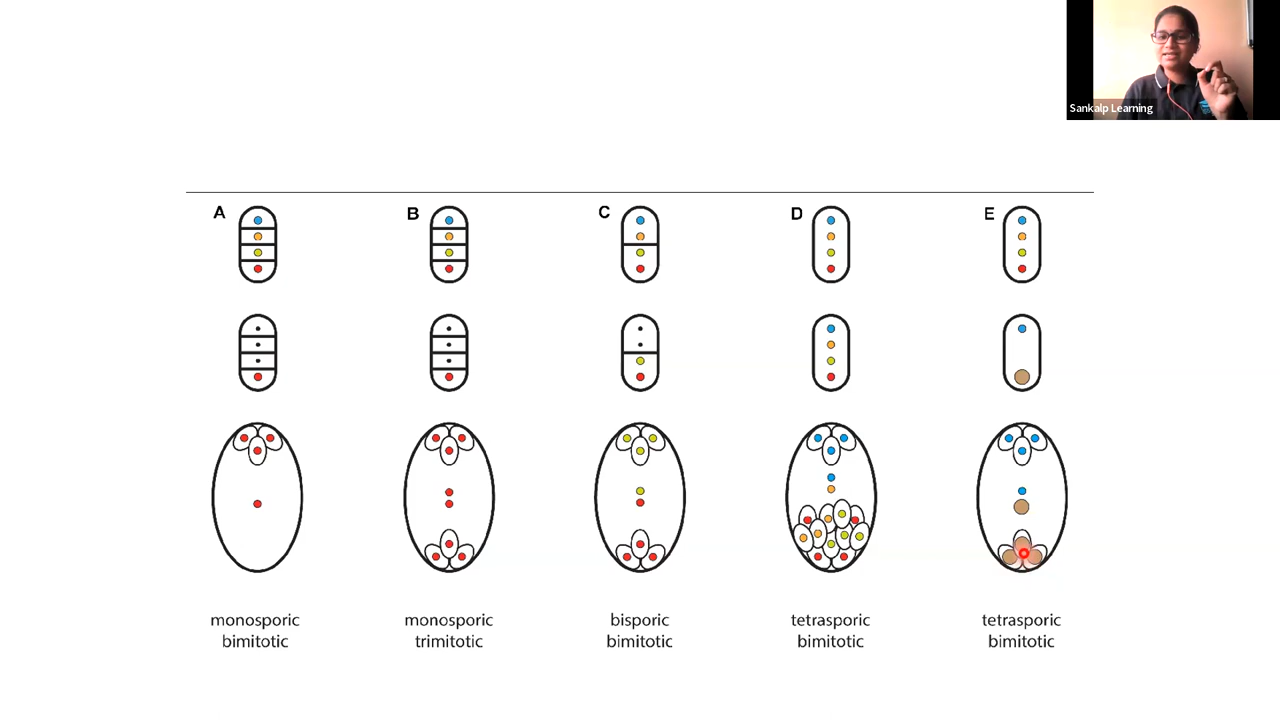 Sankalp Learning
A B C D E
monosporic monosporic bisporic tetrasporic tetrasporic
bimitotic trimitotic bimitotic bimitotic bimitotic